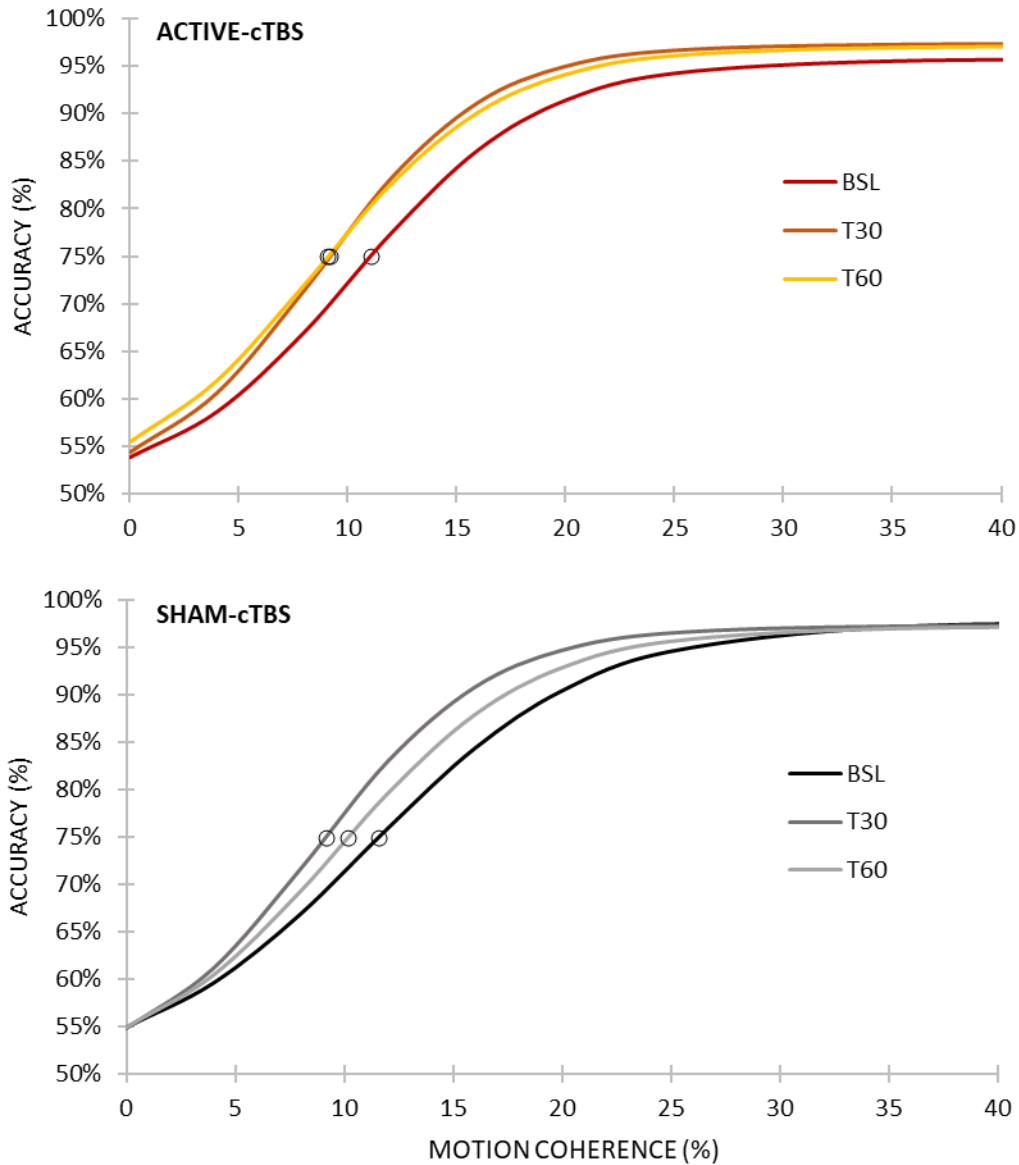 100%
ACTIVE-cTBS
95%
90%
85%
BSL
80%
T30
75%
T60
70%
65%
60%
55%
50%
ACCURACY (%)
0 5 10 15 20 25 30 35 40
100%
SHAM-cTBS
95%
90%
85%
BSL
80%
T30
75%
T60
70%
65%
60%
55%
50%
ACCURACY (%)
0 5 10 15 20 25 30 35 40
MOTION COHERENCE (%)